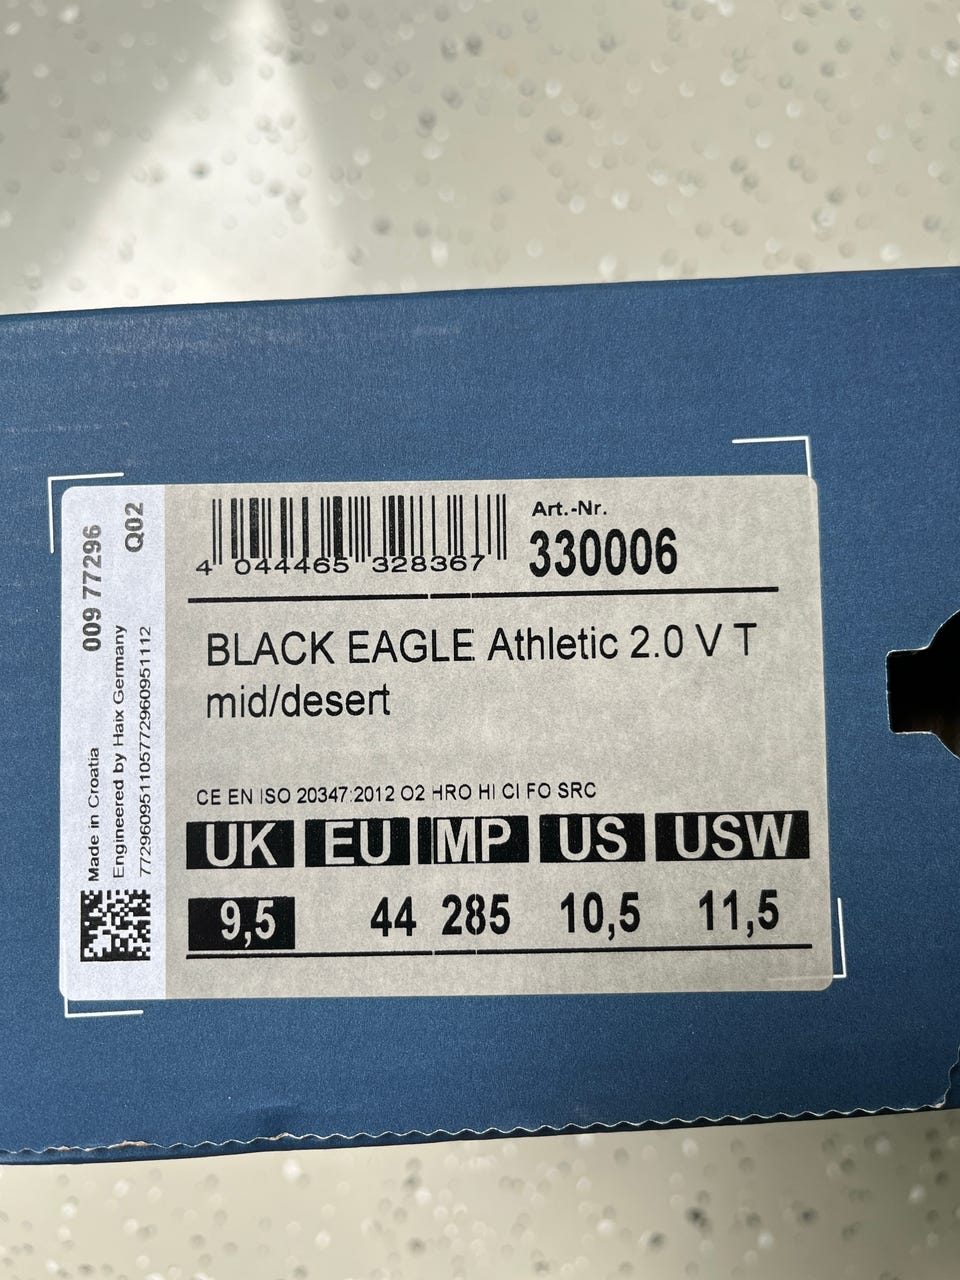 4 044465 328367
Art.-Nr.
330006
BLACK EAGLE Athletic 2.0 V T
mid/desert
CE EN ISO 20347:2012 O2 HRO HI CI FO SRC
UK EU MP US USW
9,5 44 285 10,5 11,5
009 77296
Q02
Made in Croatia
Engineered by Haix Germany
7729609511057729609511​12